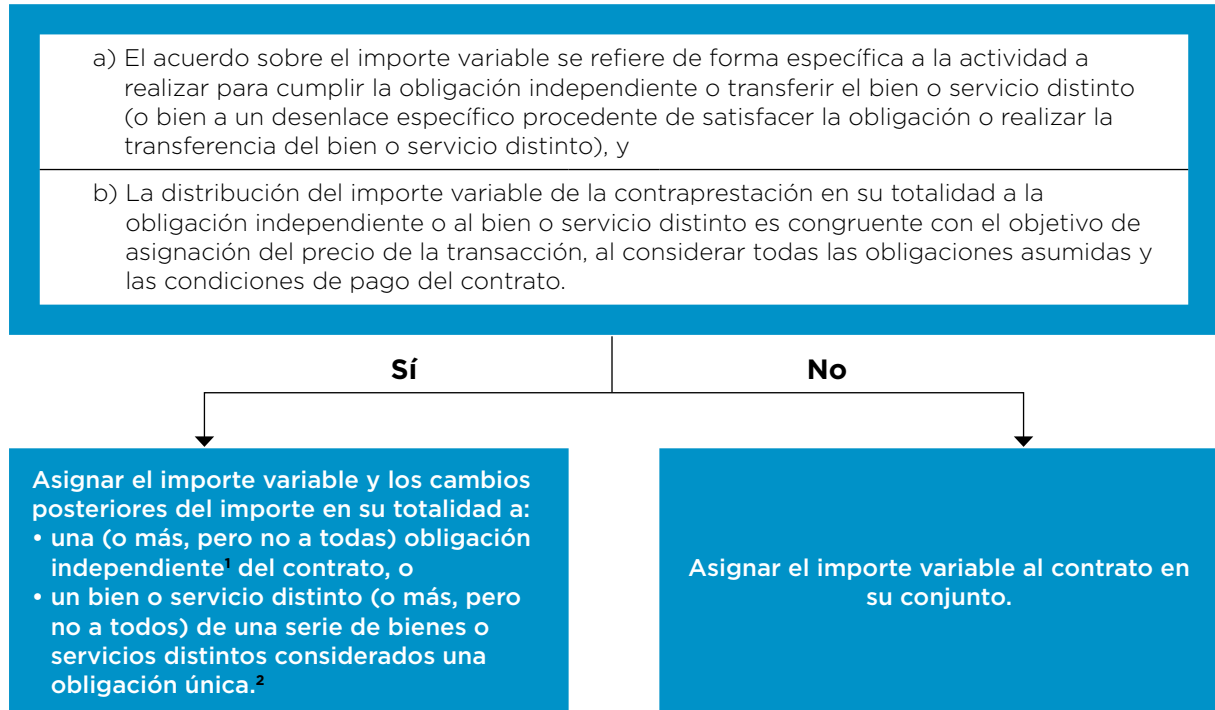 a) El acuerdo sobre el importe variable se refiere de forma específica a la actividad a
realizar para cumplir la obligación independiente o transferir el bien o servicio distinto
(o bien a un desenlace específico procedente de satisfacer la obligación o realizar la
transferencia del bien o servicio distinto), y
b) La distribución del importe variable de la contraprestación en su totalidad a la
obligación independiente o al bien o servicio distinto es congruente con el objetivo de
asignación del precio de la transacción, al considerar todas las obligaciones asumidas y
las condiciones de pago del contrato.
Sí
No
Asignar el importe variable y los cambios
posteriores del importe en su totalidad a:
• una (o más, pero no a todas) obligación
independiente¹ del contrato, o
• un bien o servicio distinto (o más, pero
no a todos) de una serie de bienes o
servicios distintos considerados una
obligación única.²
Asignar el importe variable al contrato en
su conjunto.